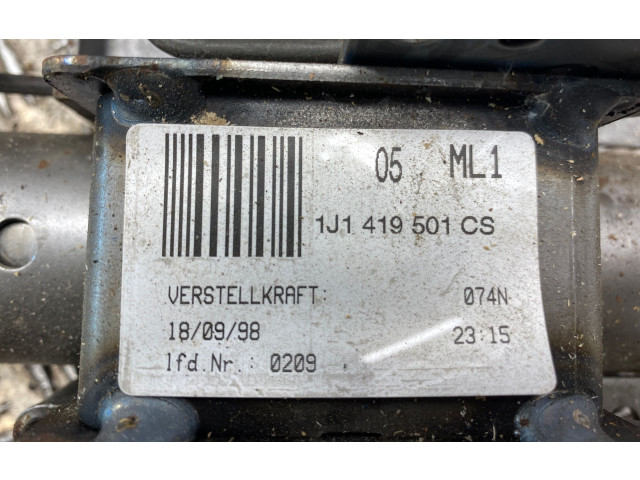 05 ML1
1J1 419 501 CS
VERSTELLKRAFT: 074N
18/09/98 23:15
lfd.Nr.: 0209